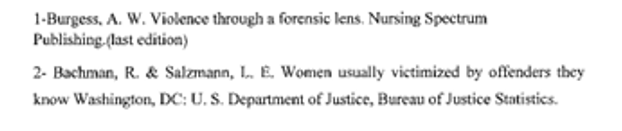 1-Burgess, A. W. Violence through a forensic lens. Nursing Spectrum
Publishing.(last edition)
2- Bachman, R. & Salzmann, L. E. Women usually victimized by offenders they
know Washington, DC: U. S. Department of Justice, Bureau of Justice Statistics.